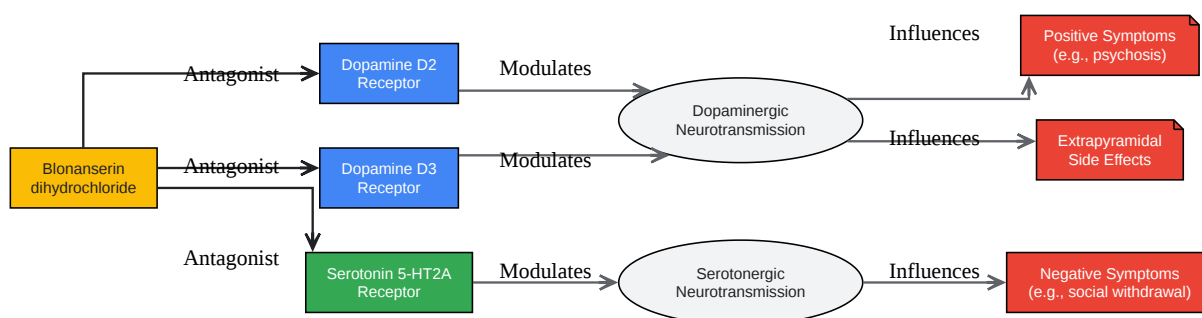 Influences
Positive Symptoms
(e.g., psychosis)
Antagonist
Dopamine D2
Receptor
Modulates
Dopaminergic
Neurotransmission
Influences
Extrapyramidal
Side Effects
Blonanserin
dihydrochloride
Antagonist
Dopamine D3
Receptor
Modulates
Antagonist
Serotonin 5-HT2A
Receptor
Modulates
Serotonergic
Neurotransmission
Influences
Negative Symptoms
(e.g., social withdrawal)